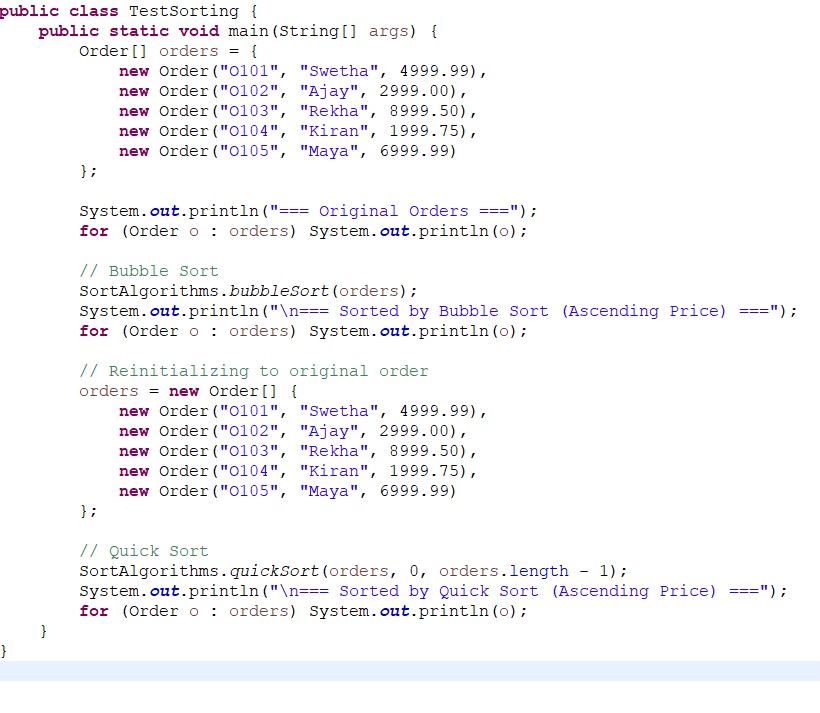 public class TestSorting {
    public static void main(String[] args) {
        Order[] orders = {
            new Order("O101", "Swetha", 4999.99),
            new Order("O102", "Ajay", 2999.00),
            new Order("O103", "Rekha", 8999.50),
            new Order("O104", "Kiran", 1999.75),
            new Order("O105", "Maya", 6999.99)
        };

        System.out.println("=== Original Orders ===");
        for (Order o : orders) System.out.println(o);

        // Bubble Sort
        SortAlgorithms.bubbleSort(orders);
        System.out.println("\n=== Sorted by Bubble Sort (Ascending Price) ===");
        for (Order o : orders) System.out.println(o);

        // Reinitializing to original order
        orders = new Order[] {
            new Order("O101", "Swetha", 4999.99),
            new Order("O102", "Ajay", 2999.00),
            new Order("O103", "Rekha", 8999.50),
            new Order("O104", "Kiran", 1999.75),
            new Order("O105", "Maya", 6999.99)
        };

        // Quick Sort
        SortAlgorithms.quickSort(orders, 0, orders.length - 1);
        System.out.println("\n=== Sorted by Quick Sort (Ascending Price) ===");
        for (Order o : orders) System.out.println(o);
    }
}